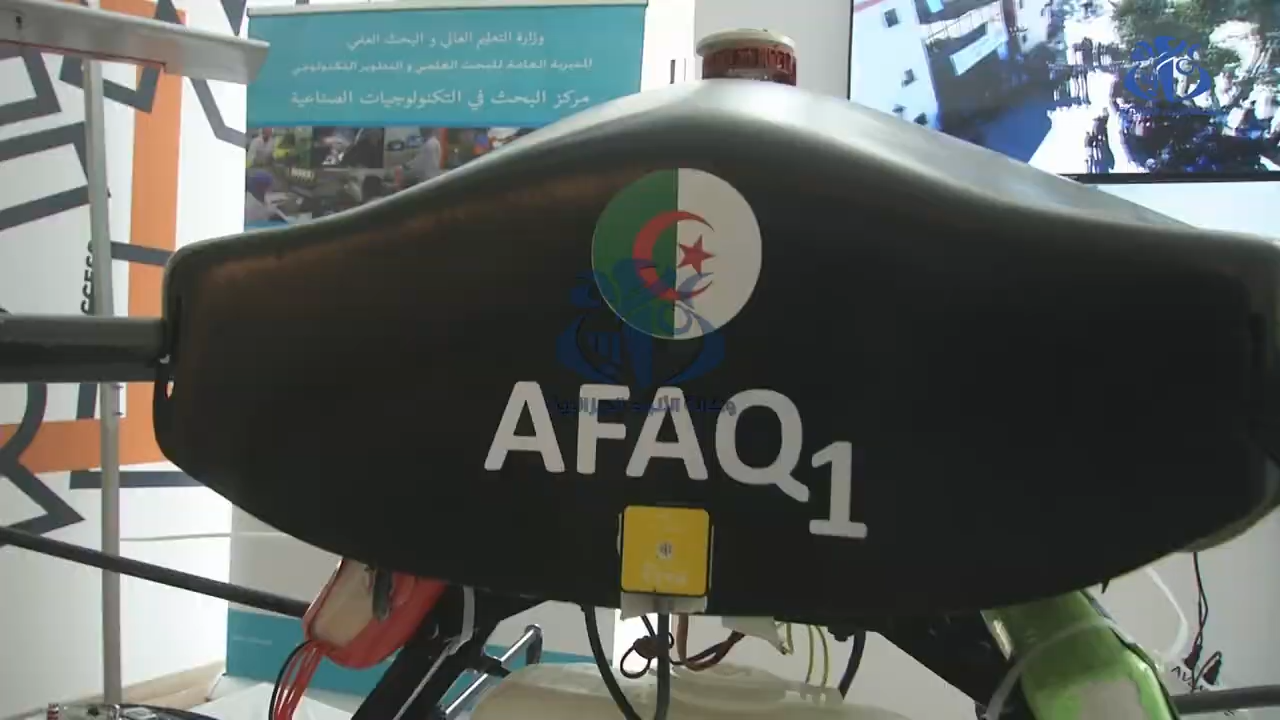 وزارة التعليم العالي و البحث العلمي
المديرية العامة للبحث العلمي و التطوير التكنولوجي
مركز البحث في التكنولوجيات الصناعية
AFAQ1